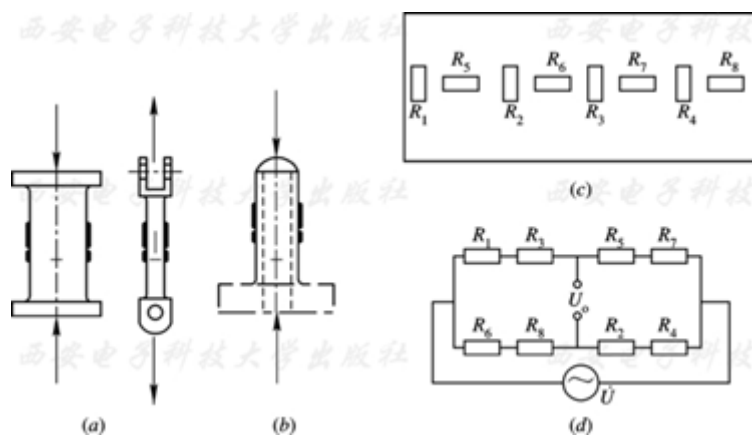 西安电子科技大学出版社
R5 R6 R7 R8
R1 R2 R3 R4
(c)
西安电子科技大学出版社
R1 R3 R5 R7
Uo
R6 R8 R2 R4
西安电子科技大学出版社
U̇
(a) (b) (d)